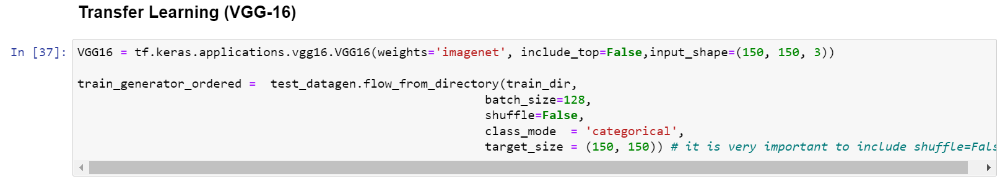 Transfer Learning (VGG-16)
In [37]:
VGG16 = tf.keras.applications.vgg16.VGG16(weights='imagenet', include_top=False,input_shape=(150, 150, 3))
train_generator_ordered =  test_datagen.flow_from_directory(train_dir,
batch_size=128,
shuffle=False,
class_mode  = 'categorical',
target_size = (150, 150)) # it is very important to include